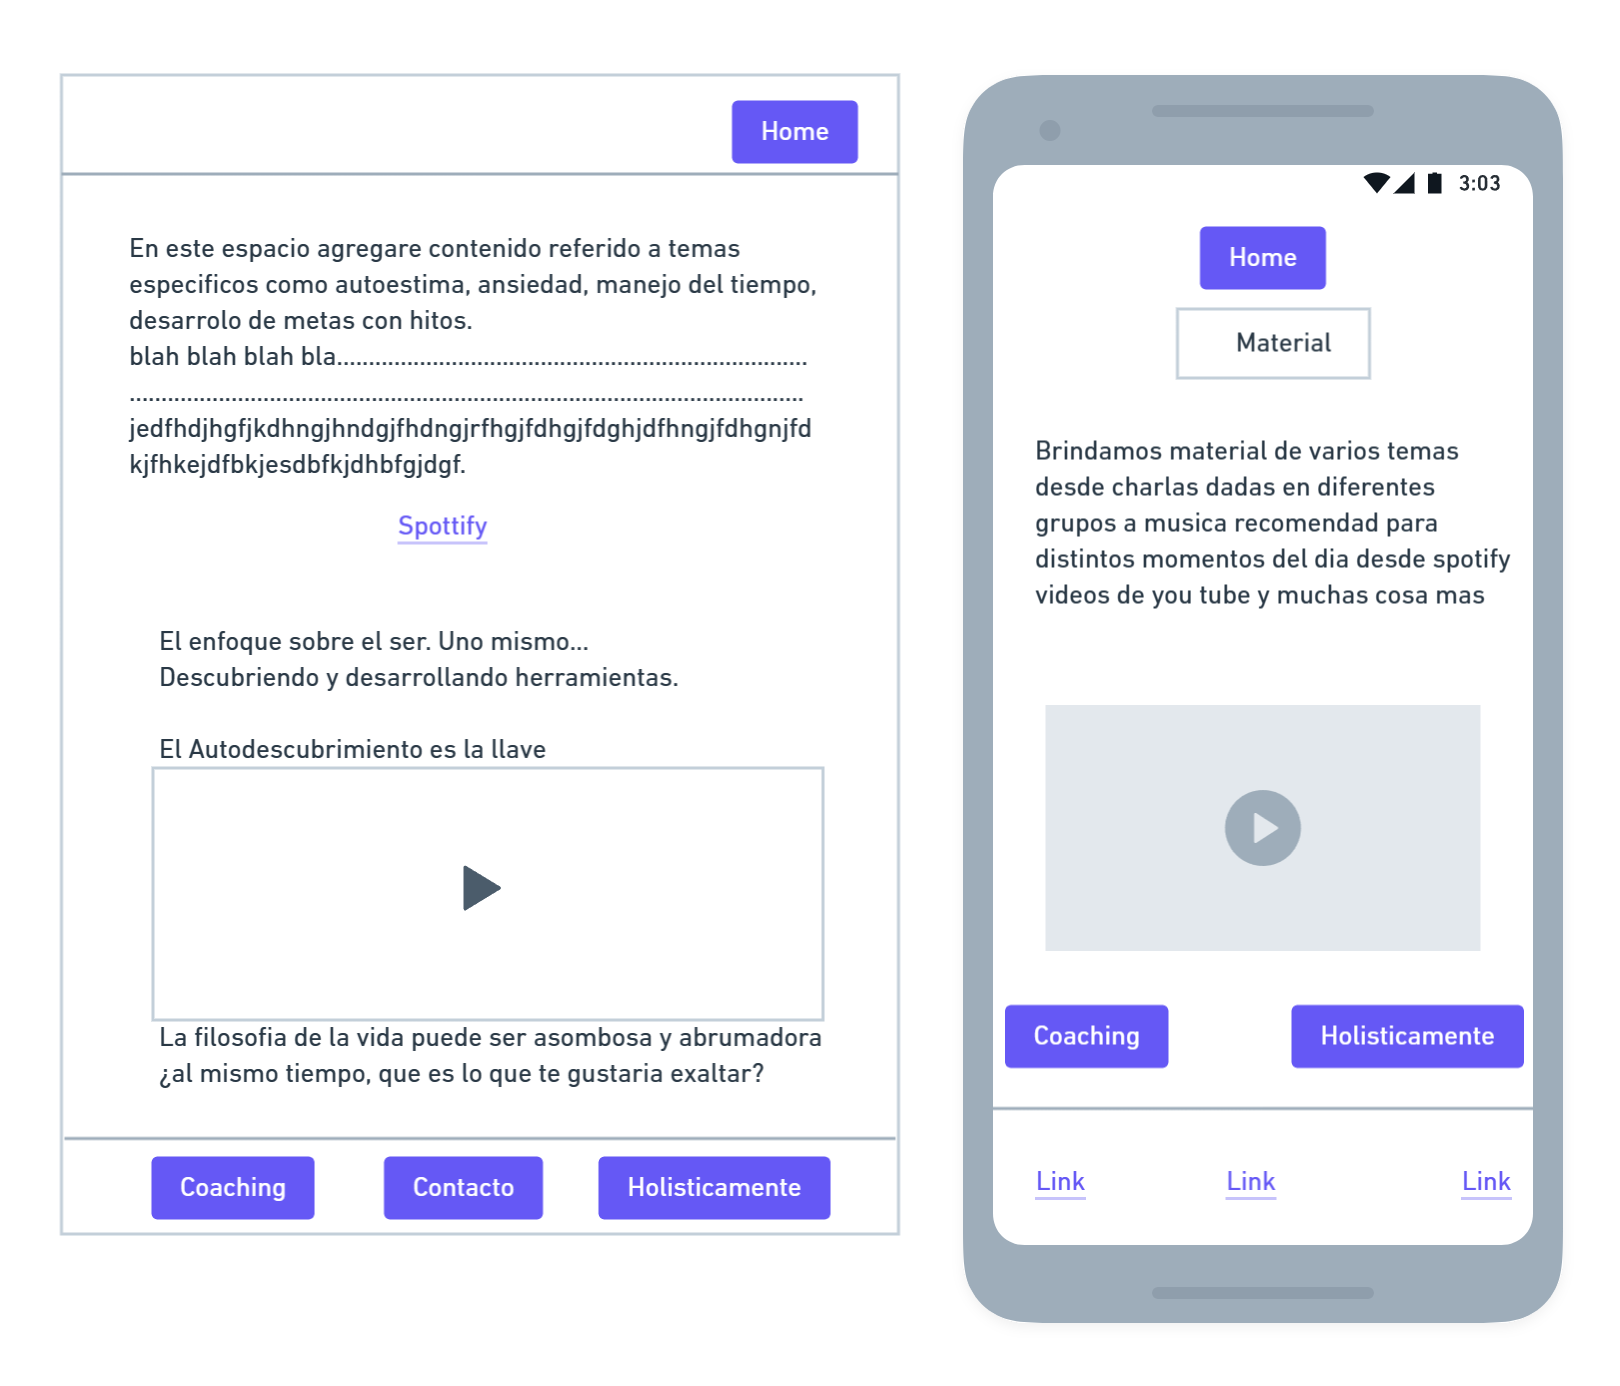 Home
En este espacio agregare contenido referido a temas
especificos como autoestima, ansiedad, manejo del tiempo,
desarrolo de metas con hitos.
blah blah blah bla..........................................................................
..........................................................................................................
jedfhdjhgfjkdhngjhndgjfhdngjrfhgjfdhgjfdghjdfhngjfdhgnjfd
kjfhkejdfbkjesdbfkjdhbfgjdgf.
Spottify
El enfoque sobre el ser. Uno mismo...
Descubriendo y desarrollando herramientas.
El Autodescubrimiento es la llave
La filosofia de la vida puede ser asombosa y abrumadora
¿al mismo tiempo, que es lo que te gustaria exaltar?
Coaching Contacto Holisticamente
3:03
Home
Material
Brindamos material de varios temas
desde charlas dadas en diferentes
grupos a musica recomendad para
distintos momentos del dia desde spotify
videos de you tube y muchas cosa mas
Coaching Holisticamente
Link Link Link